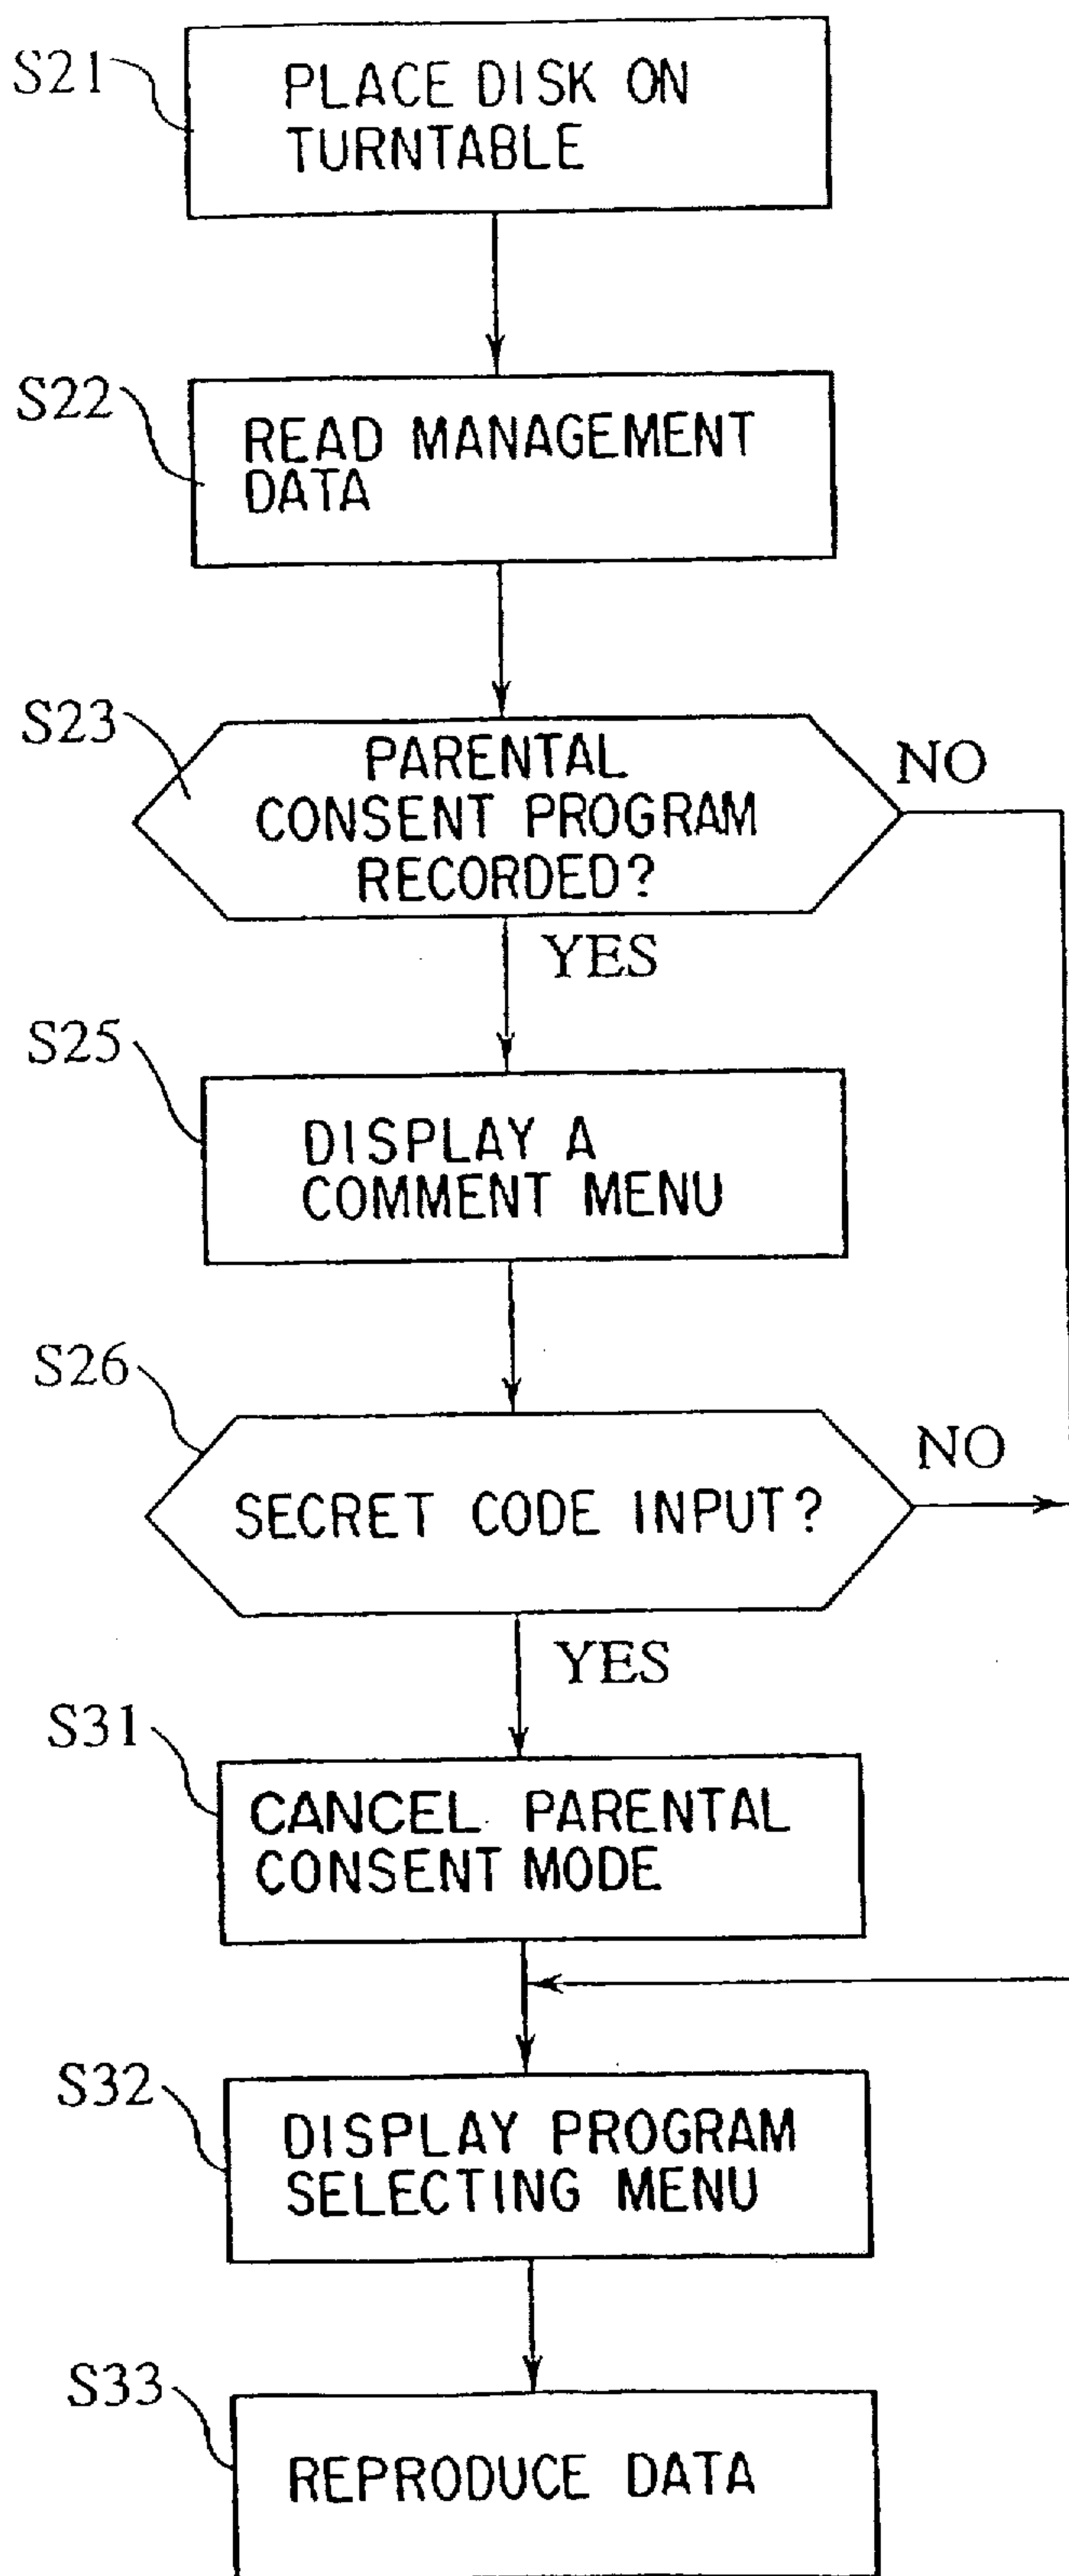 S21
PLACE DISK ON
TURNTABLE
S22
READ MANAGEMENT
DATA
S23
PARENTAL
CONSENT PROGRAM
RECORDED?
NO
YES
S25
DISPLAY A
COMMENT MENU
S26
SECRET CODE INPUT?
NO
YES
S31
CANCEL PARENTAL
CONSENT MODE
S32
DISPLAY PROGRAM
SELECTING MENU
S33
REPRODUCE DATA